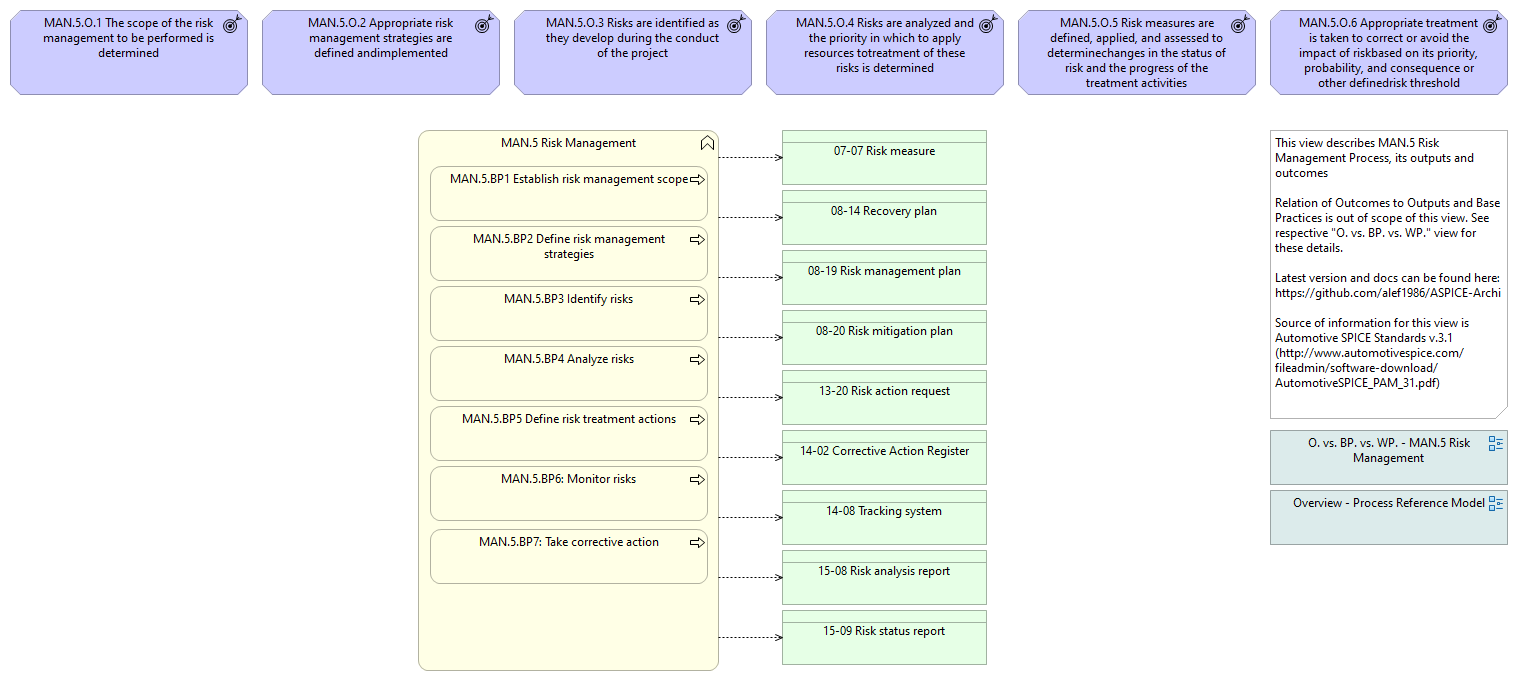 MAN.5.O.1 The scope of the risk
management to be performed is
determined
MAN.5.O.2 Appropriate risk
management strategies are
defined andimplemented
MAN.5.O.3 Risks are identified as
they develop during the conduct
of the project
MAN.5.O.4 Risks are analyzed and
the priority in which to apply
resources totreatment of these
risks is determined
MAN.5.O.5 Risk measures are
defined, applied, and assessed to
determinechanges in the status of
risk and the progress of the
treatment activities
MAN.5.O.6 Appropriate treatment
is taken to correct or avoid the
impact of riskbased on its priority,
probability, and consequence or
other definedrisk threshold
MAN.5 Risk Management
MAN.5.BP1 Establish risk management scope
MAN.5.BP2 Define risk management
strategies
MAN.5.BP3 Identify risks
MAN.5.BP4 Analyze risks
MAN.5.BP5 Define risk treatment actions
MAN.5.BP6: Monitor risks
MAN.5.BP7: Take corrective action
07-07 Risk measure
08-14 Recovery plan
08-19 Risk management plan
08-20 Risk mitigation plan
13-20 Risk action request
14-02 Corrective Action Register
14-08 Tracking system
15-08 Risk analysis report
15-09 Risk status report
This view describes MAN.5 Risk
Management Process, its outputs and
outcomes
Relation of Outcomes to Outputs and Base
Practices is out of scope of this view. See
respective "O. vs. BP. vs. WP." view for
these details.
Latest version and docs can be found here:
https://github.com/alef1986/ASPICE-Archi
Source of information for this view is
Automotive SPICE Standards v.3.1
(http://www.automotivespice.com/
fileadmin/software-download/
AutomotiveSPICE_PAM_31.pdf)
O. vs. BP. vs. WP. - MAN.5 Risk
Management
Overview - Process Reference Model